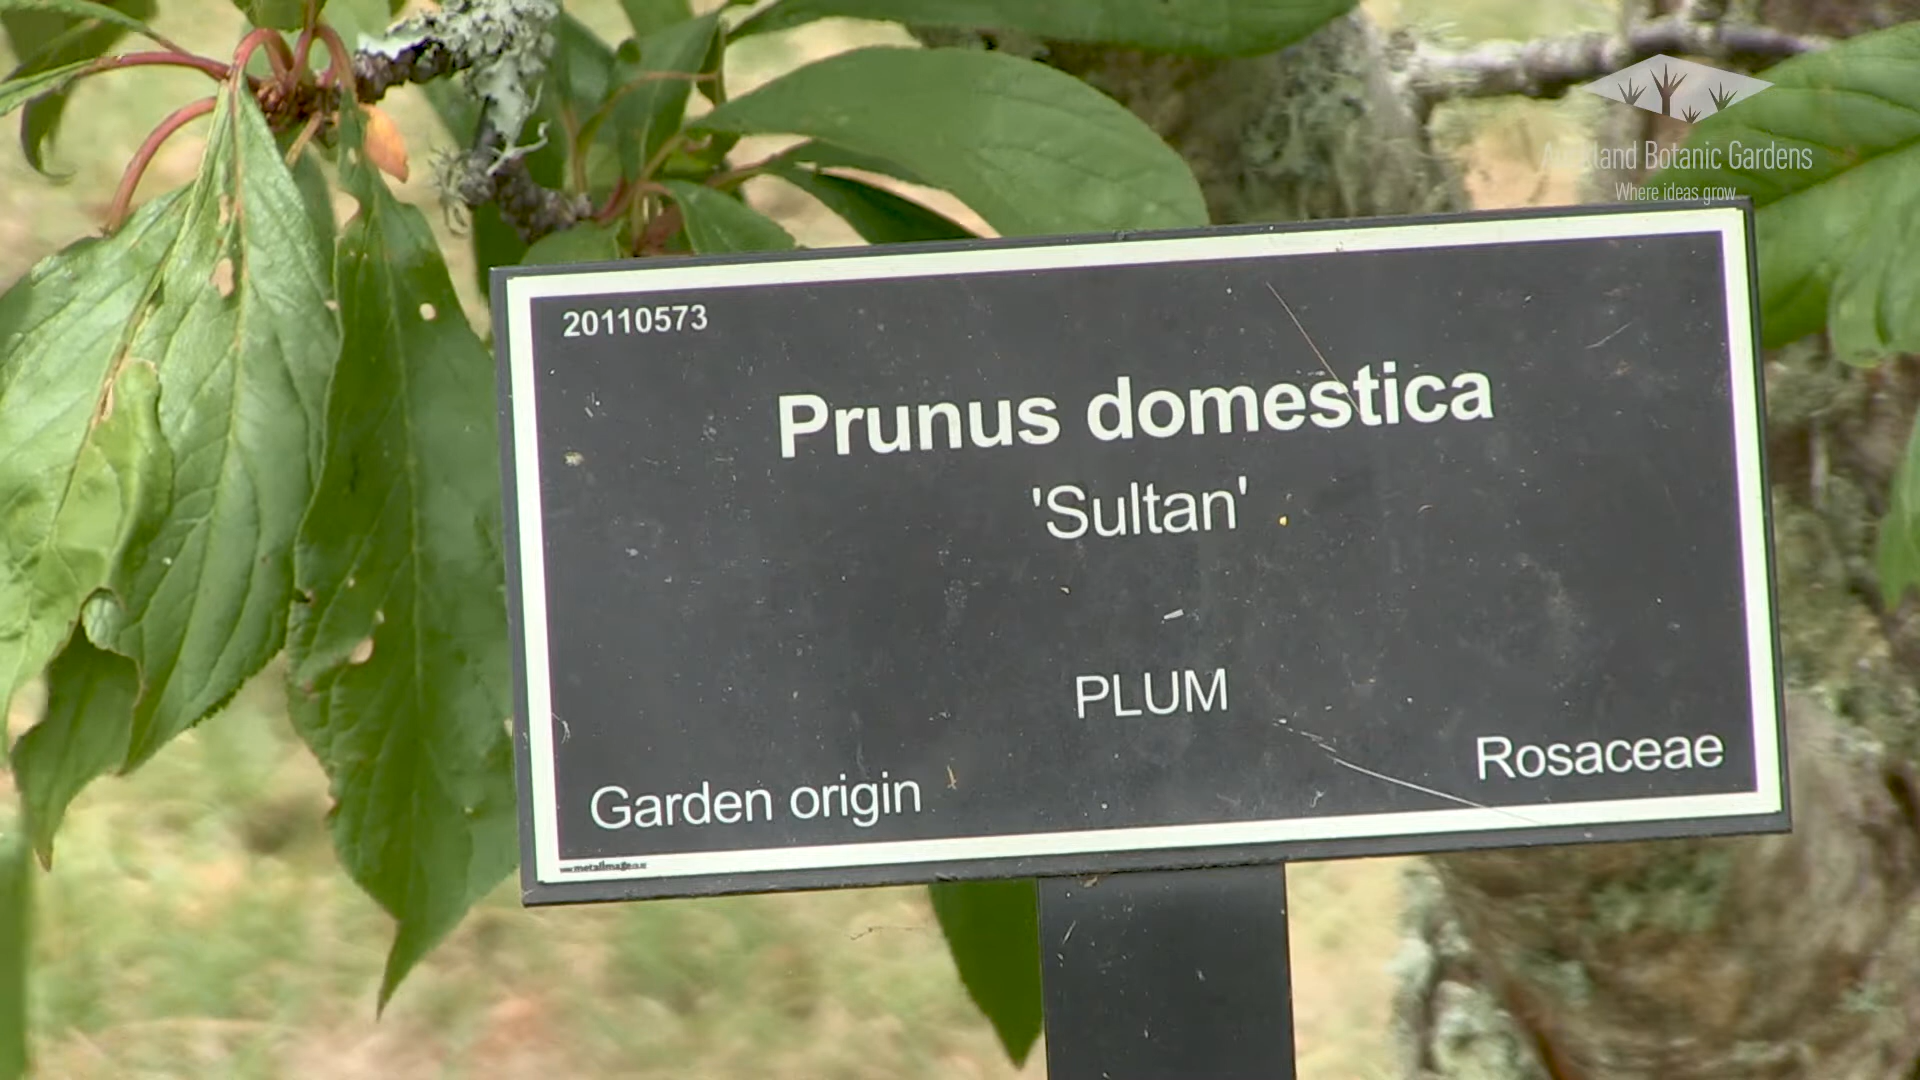 Auckland Botanic Gardens
Where ideas grow
20110573
Prunus domestica
'Sultan'
PLUM
Rosaceae
Garden origin